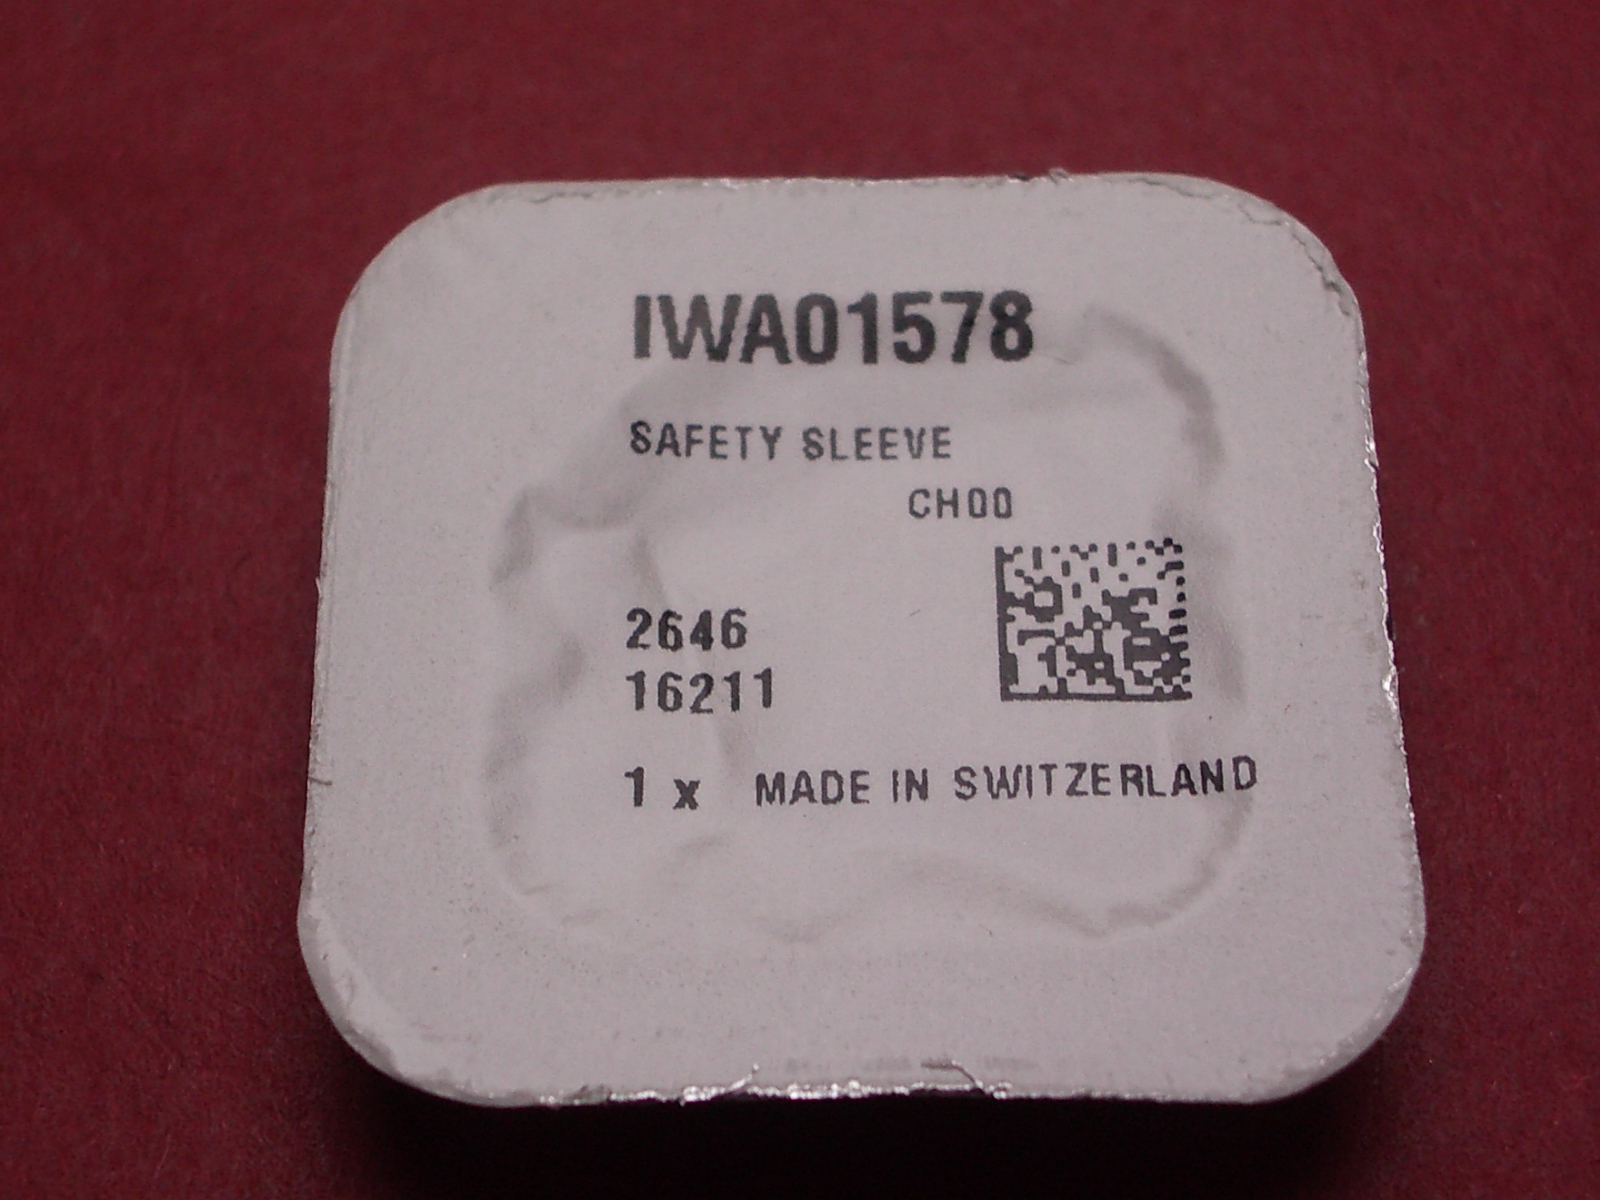 IWA01578
SAFETY SLEEVE
CH00
2646
16211
1 x MADE IN SWITZERLAND